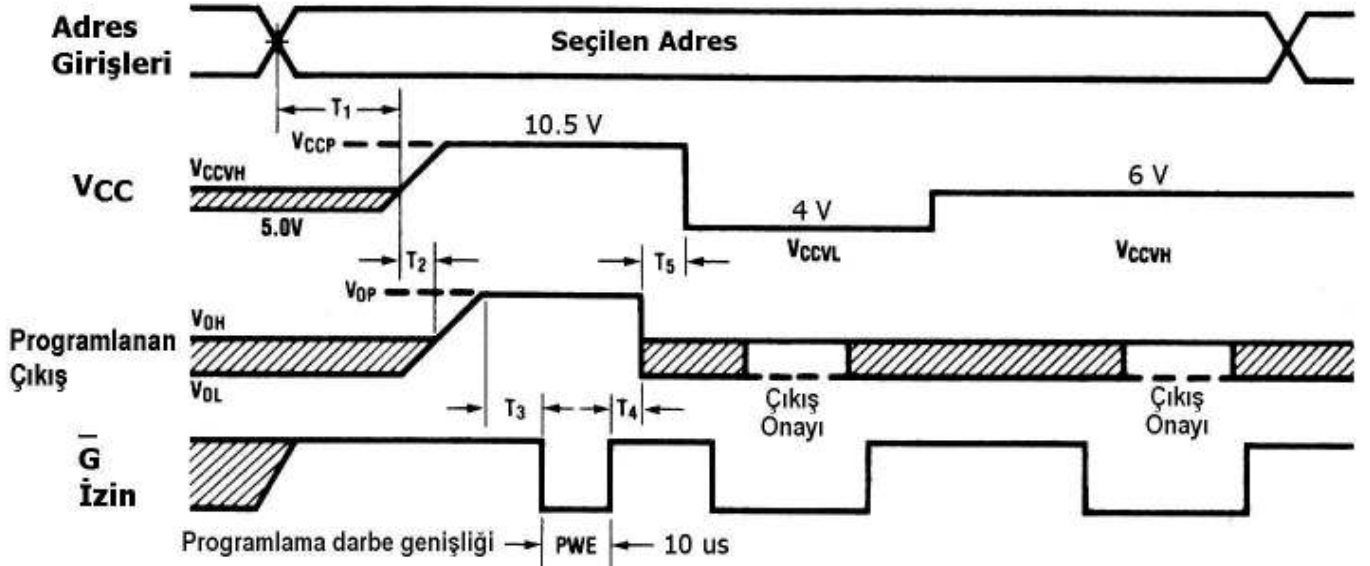 Adres
Girişleri
Seçilen Adres
T1
VCCP
10.5 V
VCCVH
VCC
5.0V
6 V
4 V
VCCVL
VCCVH
T2
T5
VOP
VOH
Programlanan
Çıkış
VOL
T3
T4
Çıkış
Onayı
Çıkış
Onayı
G̅
İzin
Programlama darbe genişliği
PWE
10 us